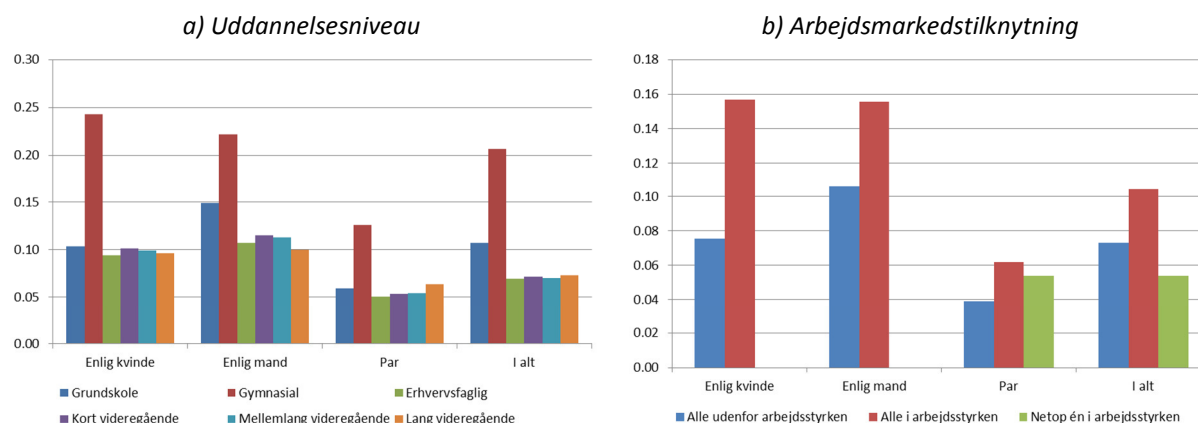 a) Uddannelsesniveau
0.30
0.25
0.20
0.15
0.10
0.05
0.00
Enlig kvinde Enlig mand Par I alt
Grundskole Gymnasial Erhvervsfaglig
Kort videregående Mellemlang videregående Lang videregående
b) Arbejdsmarkedstilknytning
0.18
0.16
0.14
0.12
0.10
0.08
0.06
0.04
0.02
0.00
Enlig kvinde Enlig mand Par I alt
Alle udenfor arbejdsstyrken Alle i arbejdsstyrken Netop én i arbejdsstyrken